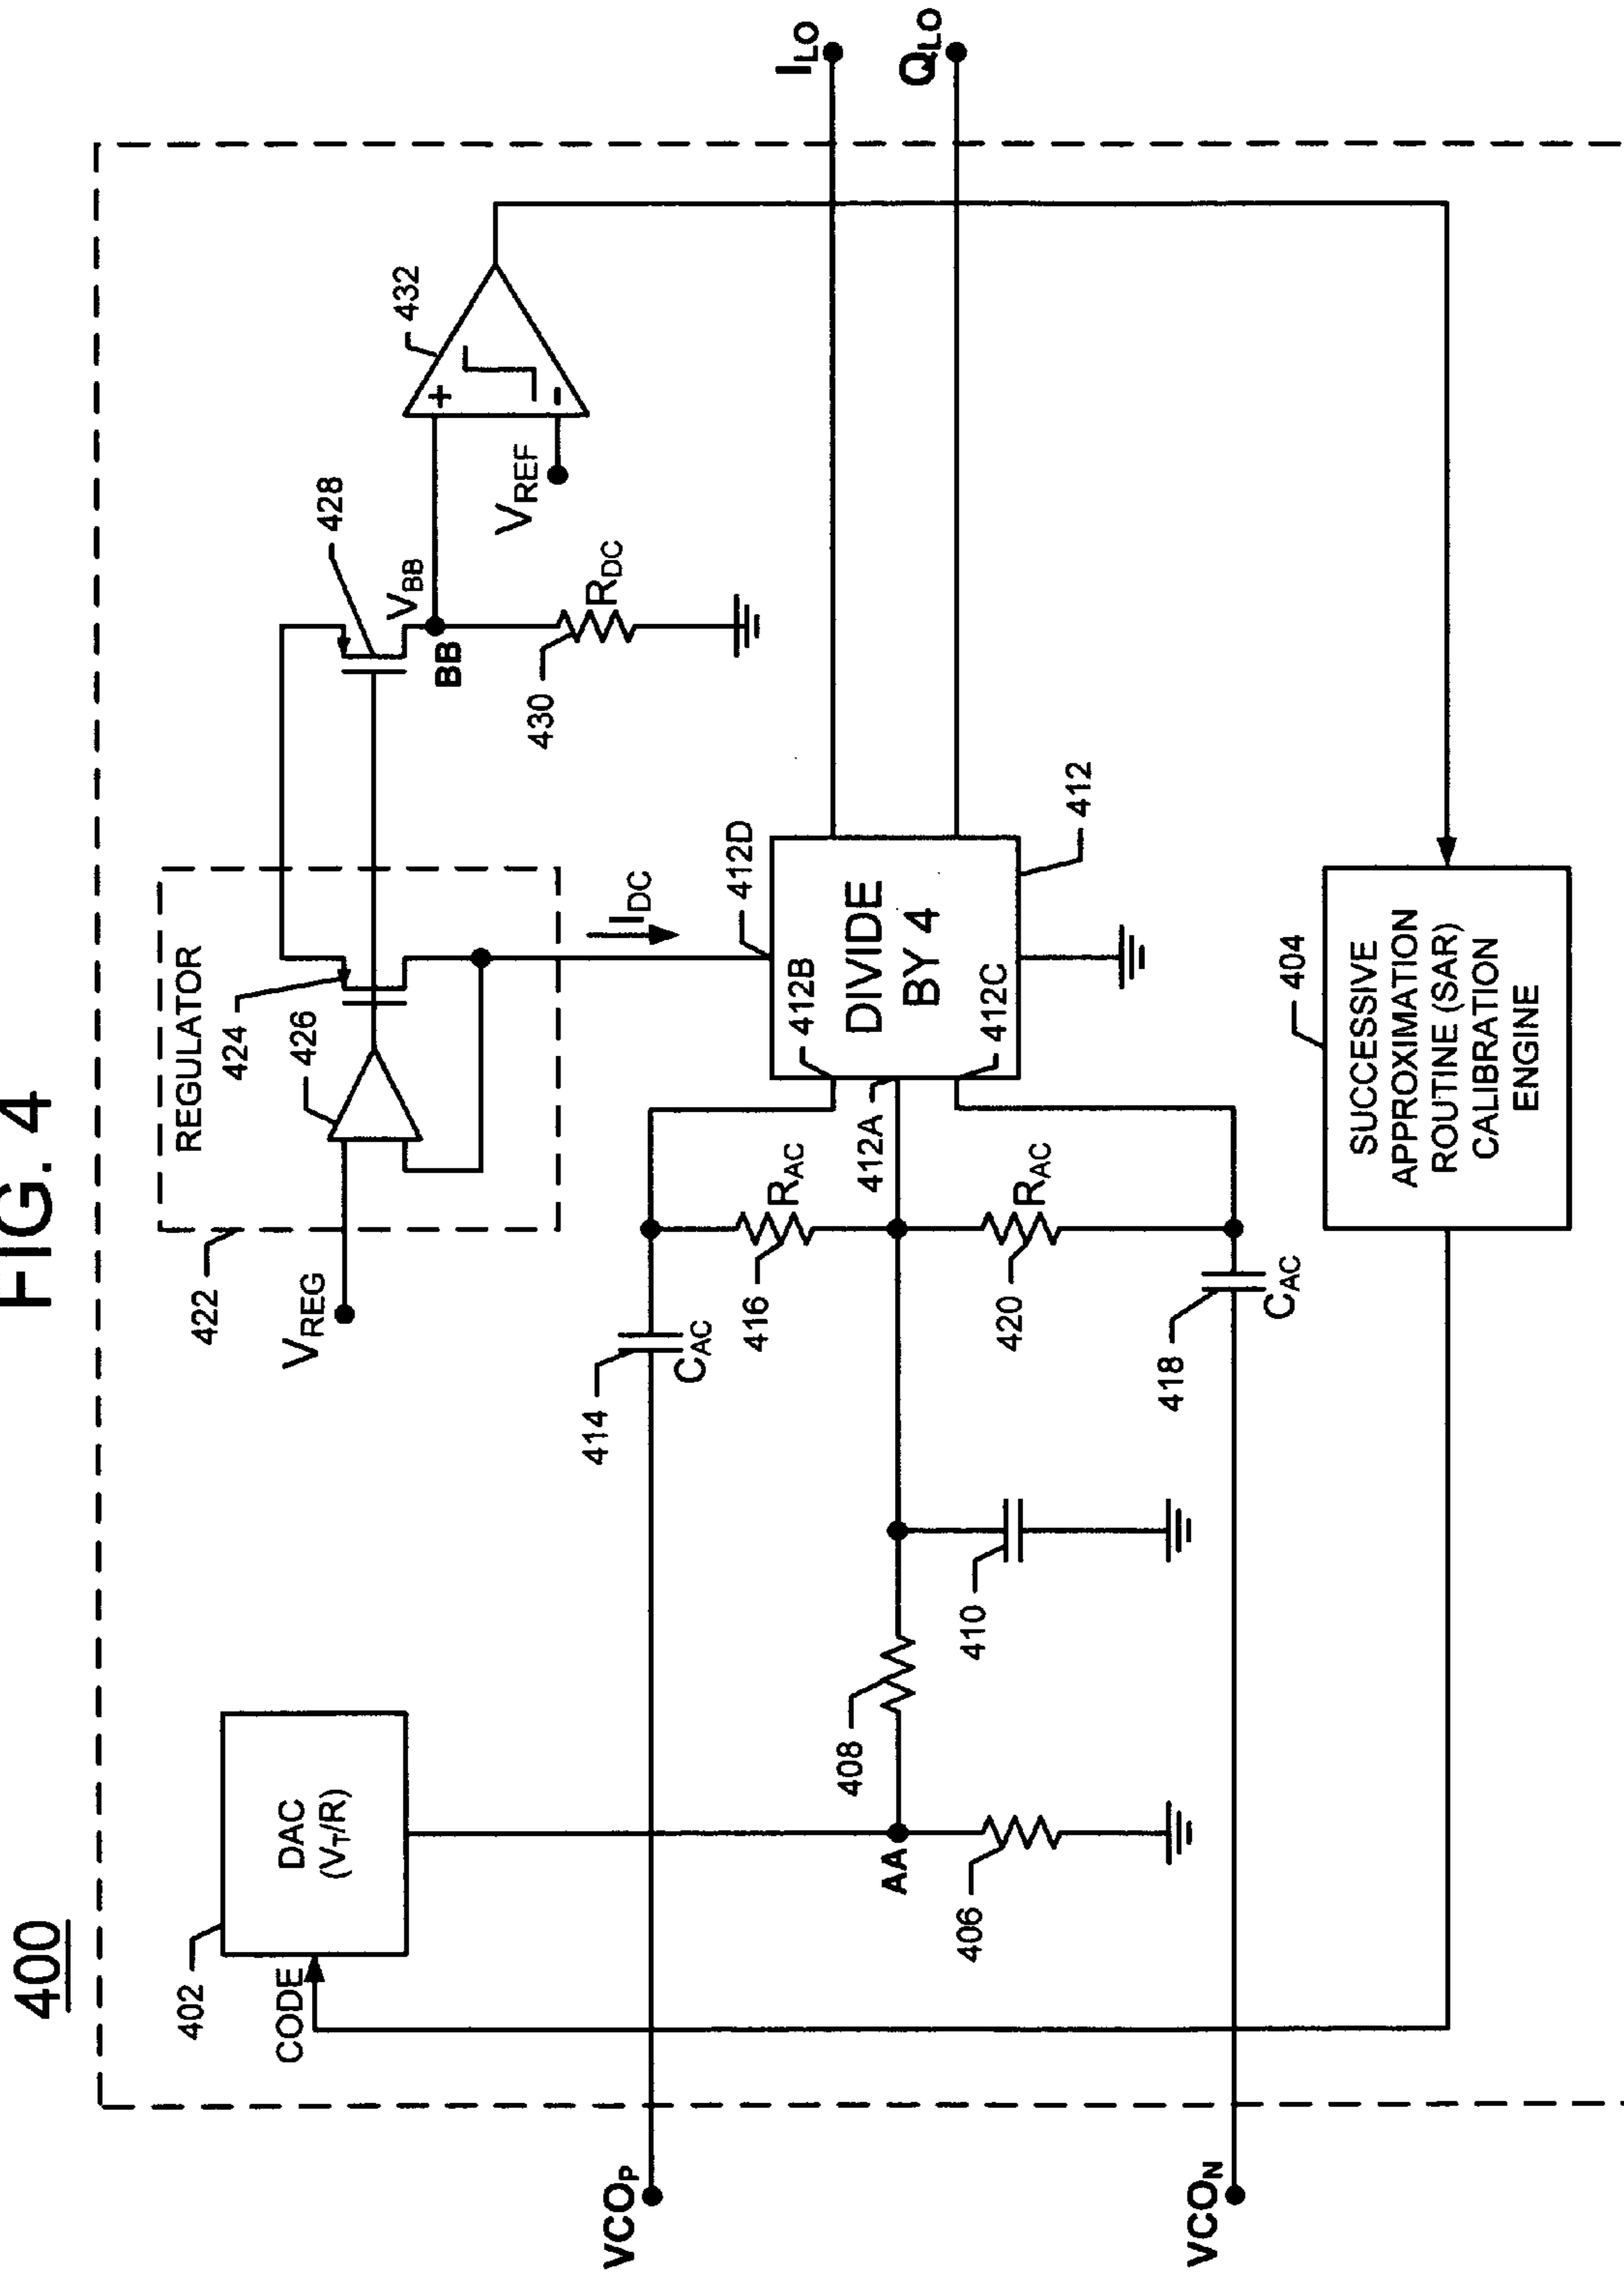 FIG. 4
400
402
DAC
(V_T/R)
CODE
422
REGULATOR
424
426
V_REG
428
V_BB
BB
430
R_DC
432
+
-
V_REF
I_DC
412D
I_LO
Q_LO
VCO_P
414
C_AC
416
R_AC
412B
412A
DIVIDE
BY 4
412C
412
AA
408
406
410
420
R_AC
418
C_AC
VCO_N
404
SUCCESSIVE
APPROXIMATION
ROUTINE (SAR)
CALIBRATION
ENGINE